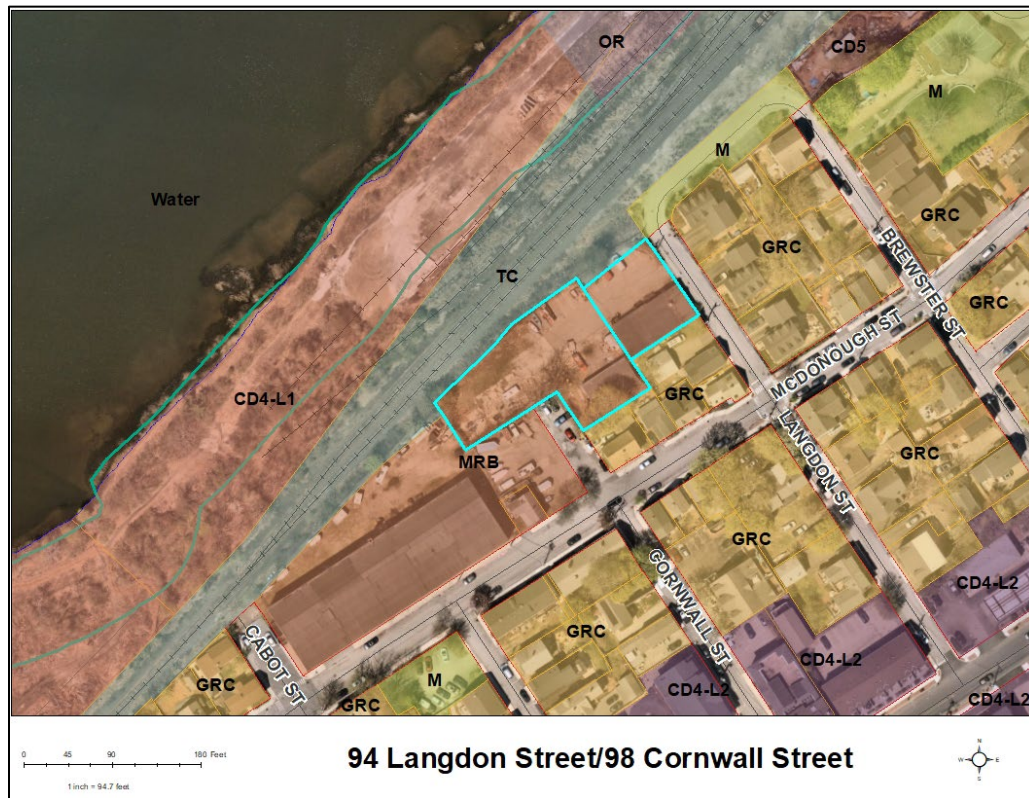 OR
CD5
M
M
Water
GRC
GRC
BREWSTER ST
GRC
TC
MCDONOUGH ST
CD4-L1
GRC
LANGDON ST
MRB
GRC
GRC
CORNWALL ST
CD4-L2
GRC
CABOT ST
CD4-L2
GRC
M
CD4-L2
CD4-L2
GRC
0 45 90 180 Feet
1 inch = 94.7 feet
94 Langdon Street/98 Cornwall Street
N
W E
S